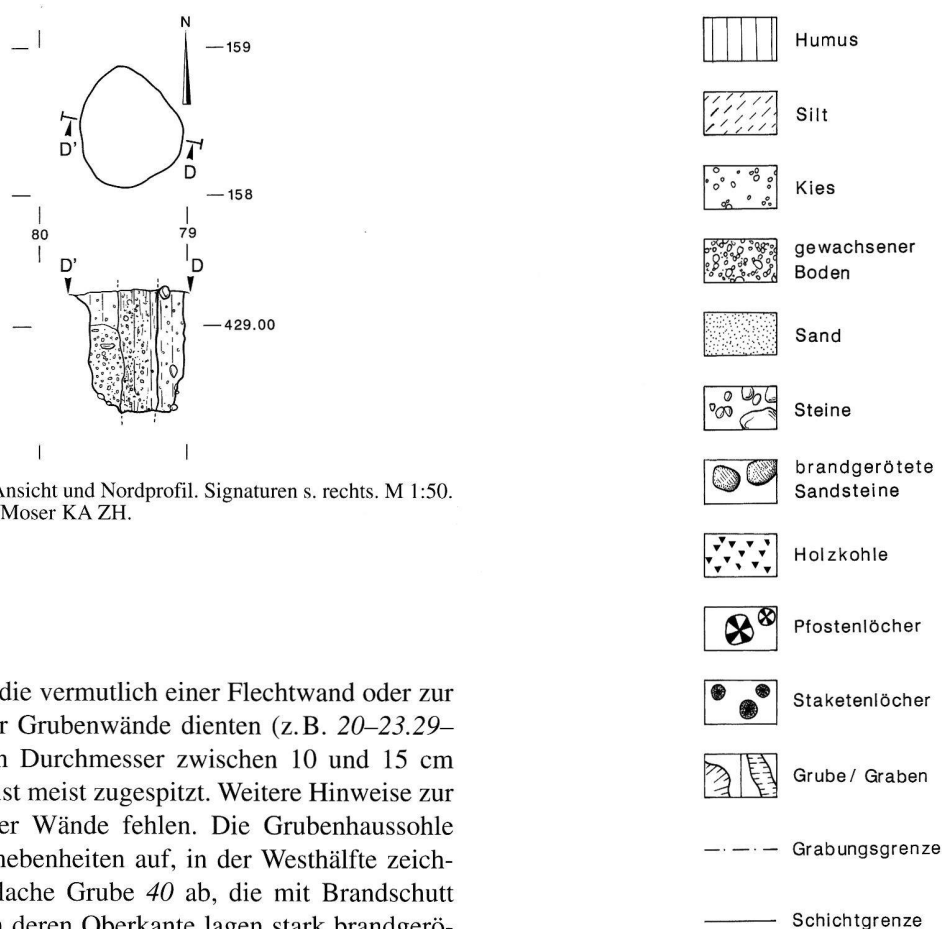 N
159
D'
D
158
80
79
D'
D
429.00
Ansicht und Nordprofil. Signaturen s. rechts. M 1:50.
Moser KA ZH.
die vermutlich einer Flechtwand oder zur
r Grubenwände dienten (z. B. 20–23.29–
Durchmesser zwischen 10 und 15 cm
ist meist zugespitzt. Weitere Hinweise zur
er Wände fehlen. Die Grubenhaussohle
nebenheiten auf, in der Westhälfte zeich-
flache Grube 40 ab, die mit Brandschutt
deren Oberkante lagen stark brandgerö-
Humus
Silt
Kies
gewachsener
Boden
Sand
Steine
brandgerötete
Sandsteine
Holzkohle
Pfostenlöcher
Staketenlöcher
Grube / Graben
Grabungsgrenze
Schichtgrenze